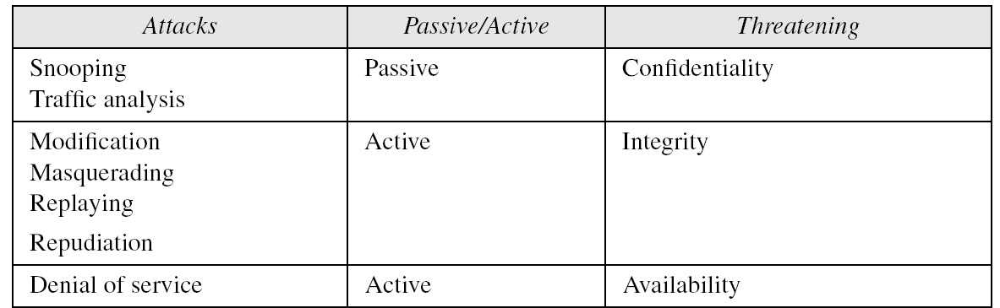 Attacks Passive/Active Threatening
Snooping Passive Confidentiality
Traffic analysis
Modification Active Integrity
Masquerading
Replaying
Repudiation
Denial of service Active Availability